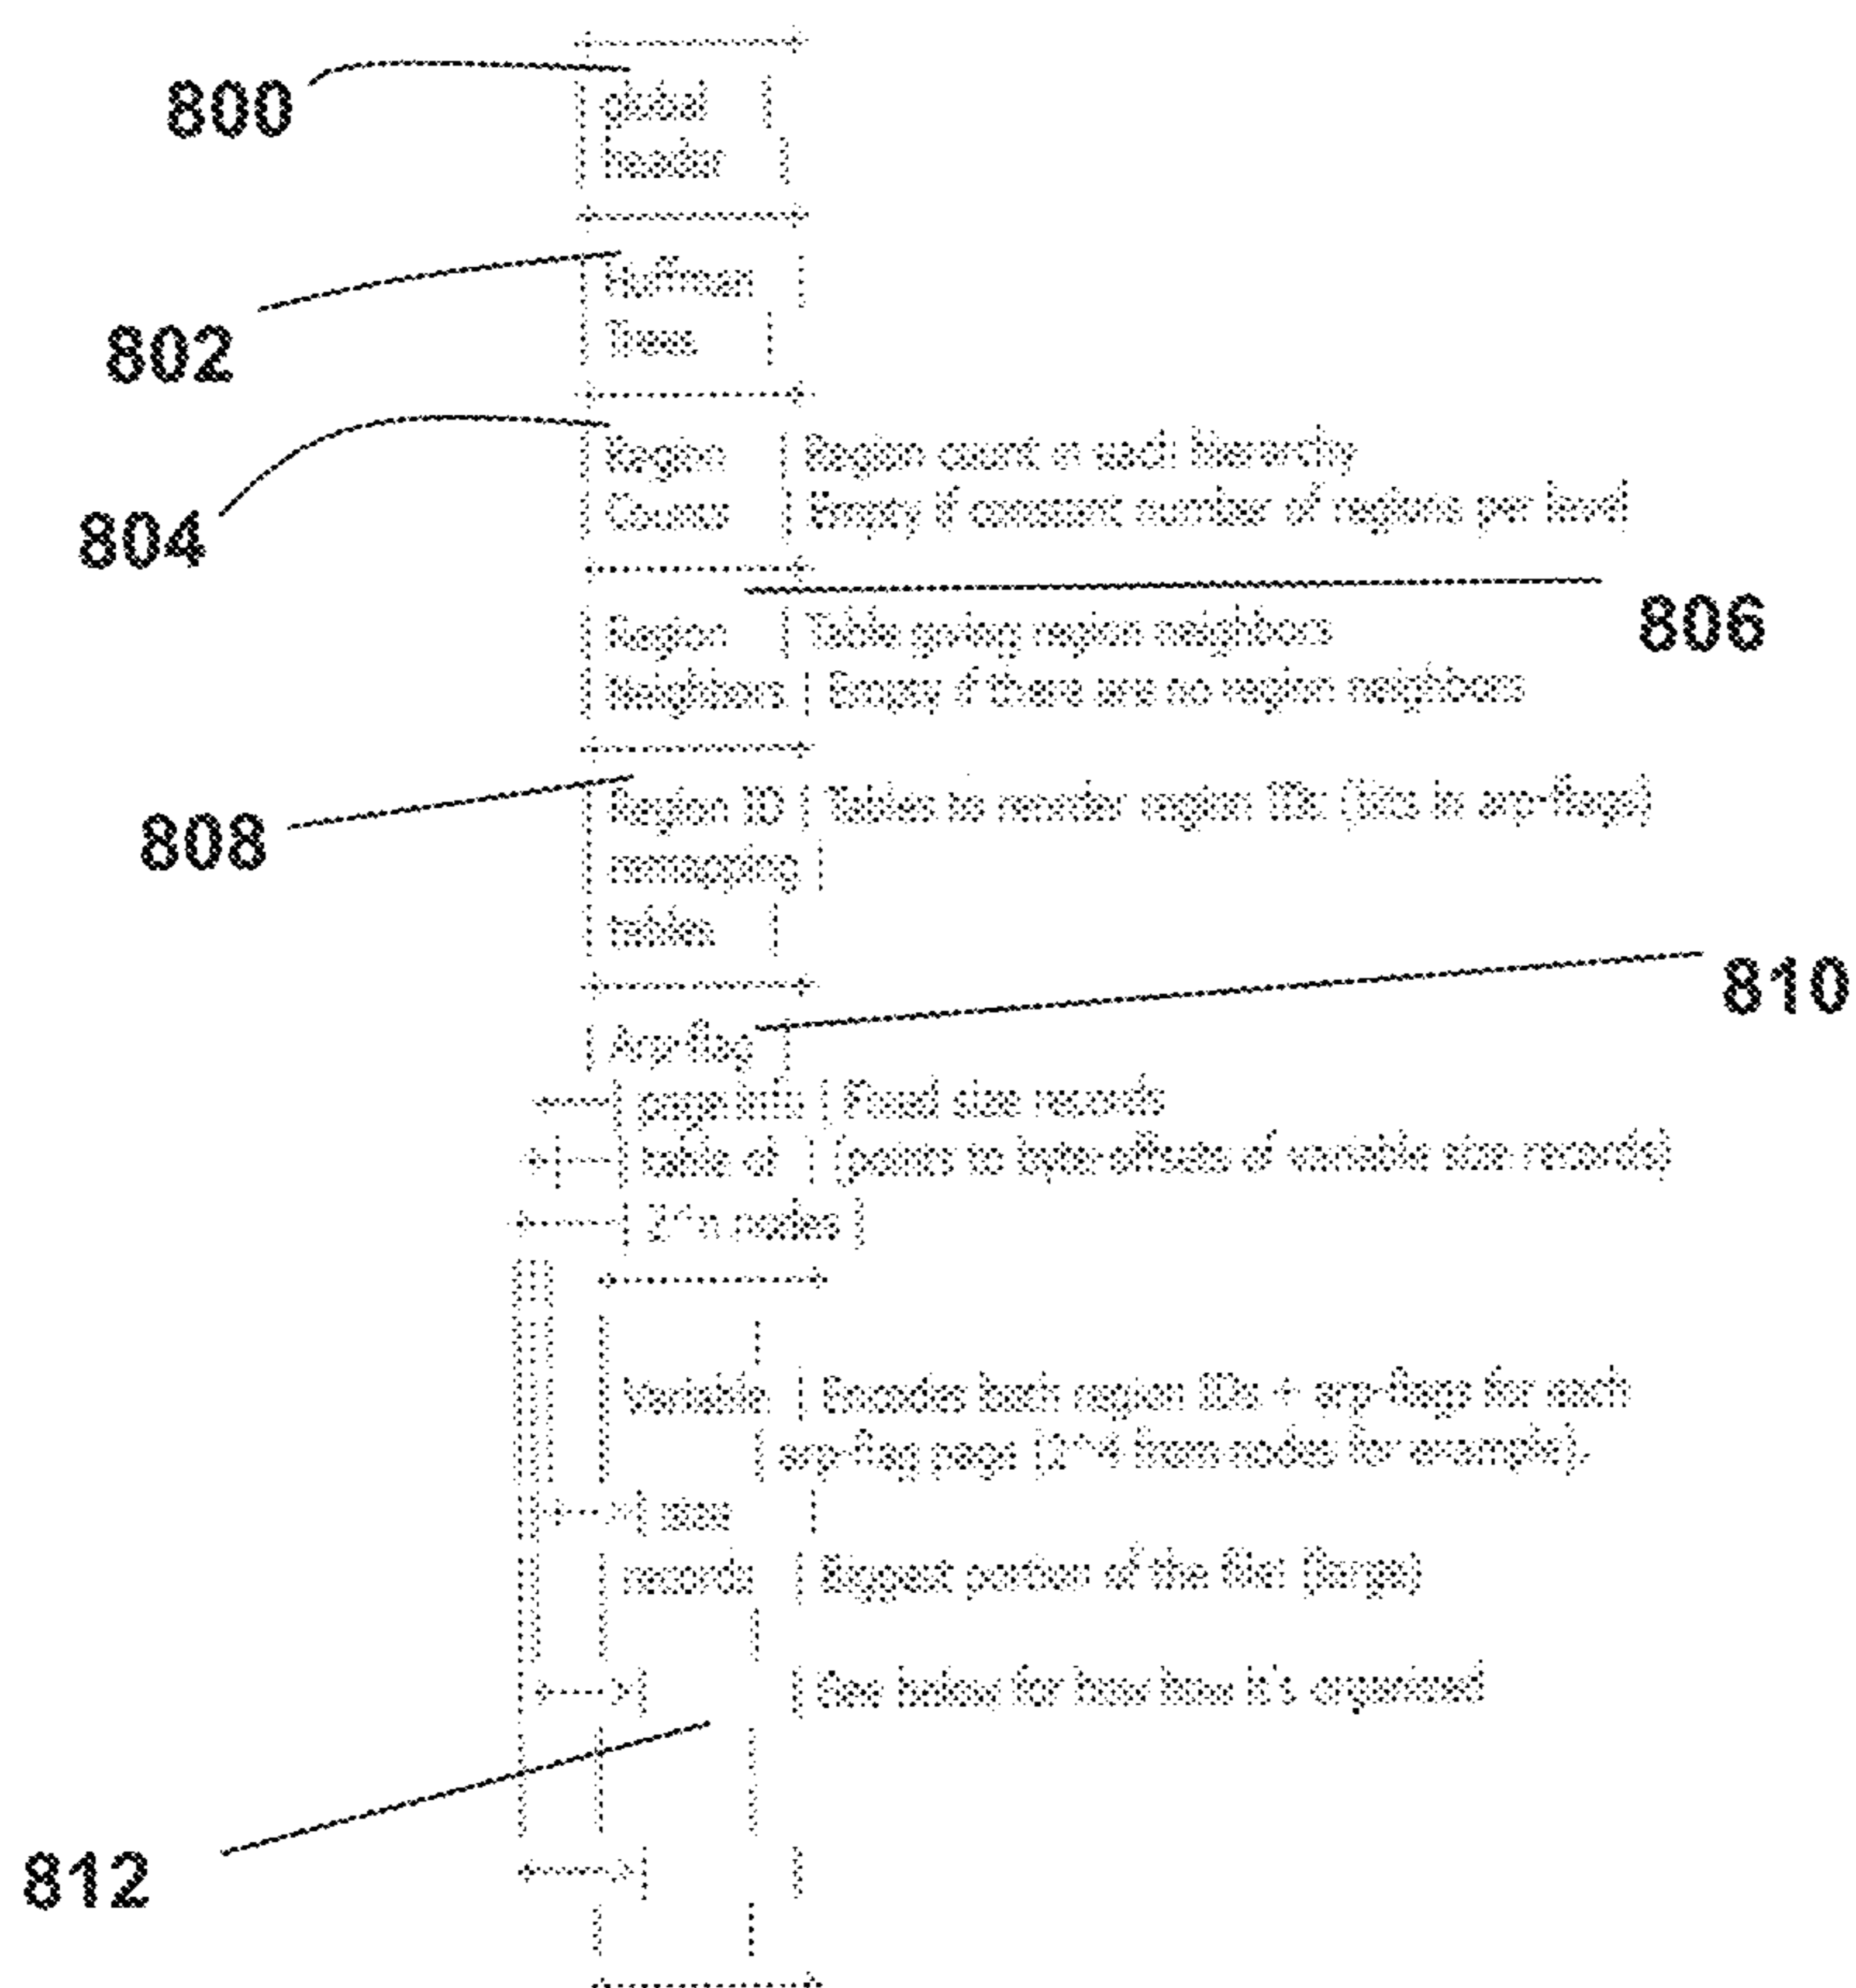 800
global
header
802
Huffman
Trees
804
Region | Region count at each hierarchy
Counts | Empty if constant number of regions per level
806
Region | Table giving region neighbors
Neighbors | Empty if there are no region neighbors
808
Region ID | Tables to reorder region IDs (bits in arp-flags)
remapping
tables
810
Arp-flag
page info | Fixed size records
table of | (points to byte offsets of variable size records)
2^n nodes
Variable | Encodes both region IDs + arp-flags for each
arp-flag page (2^4 from-nodes for example).
size
records | Biggest portion of the file (large)
See below for how it's organized
812